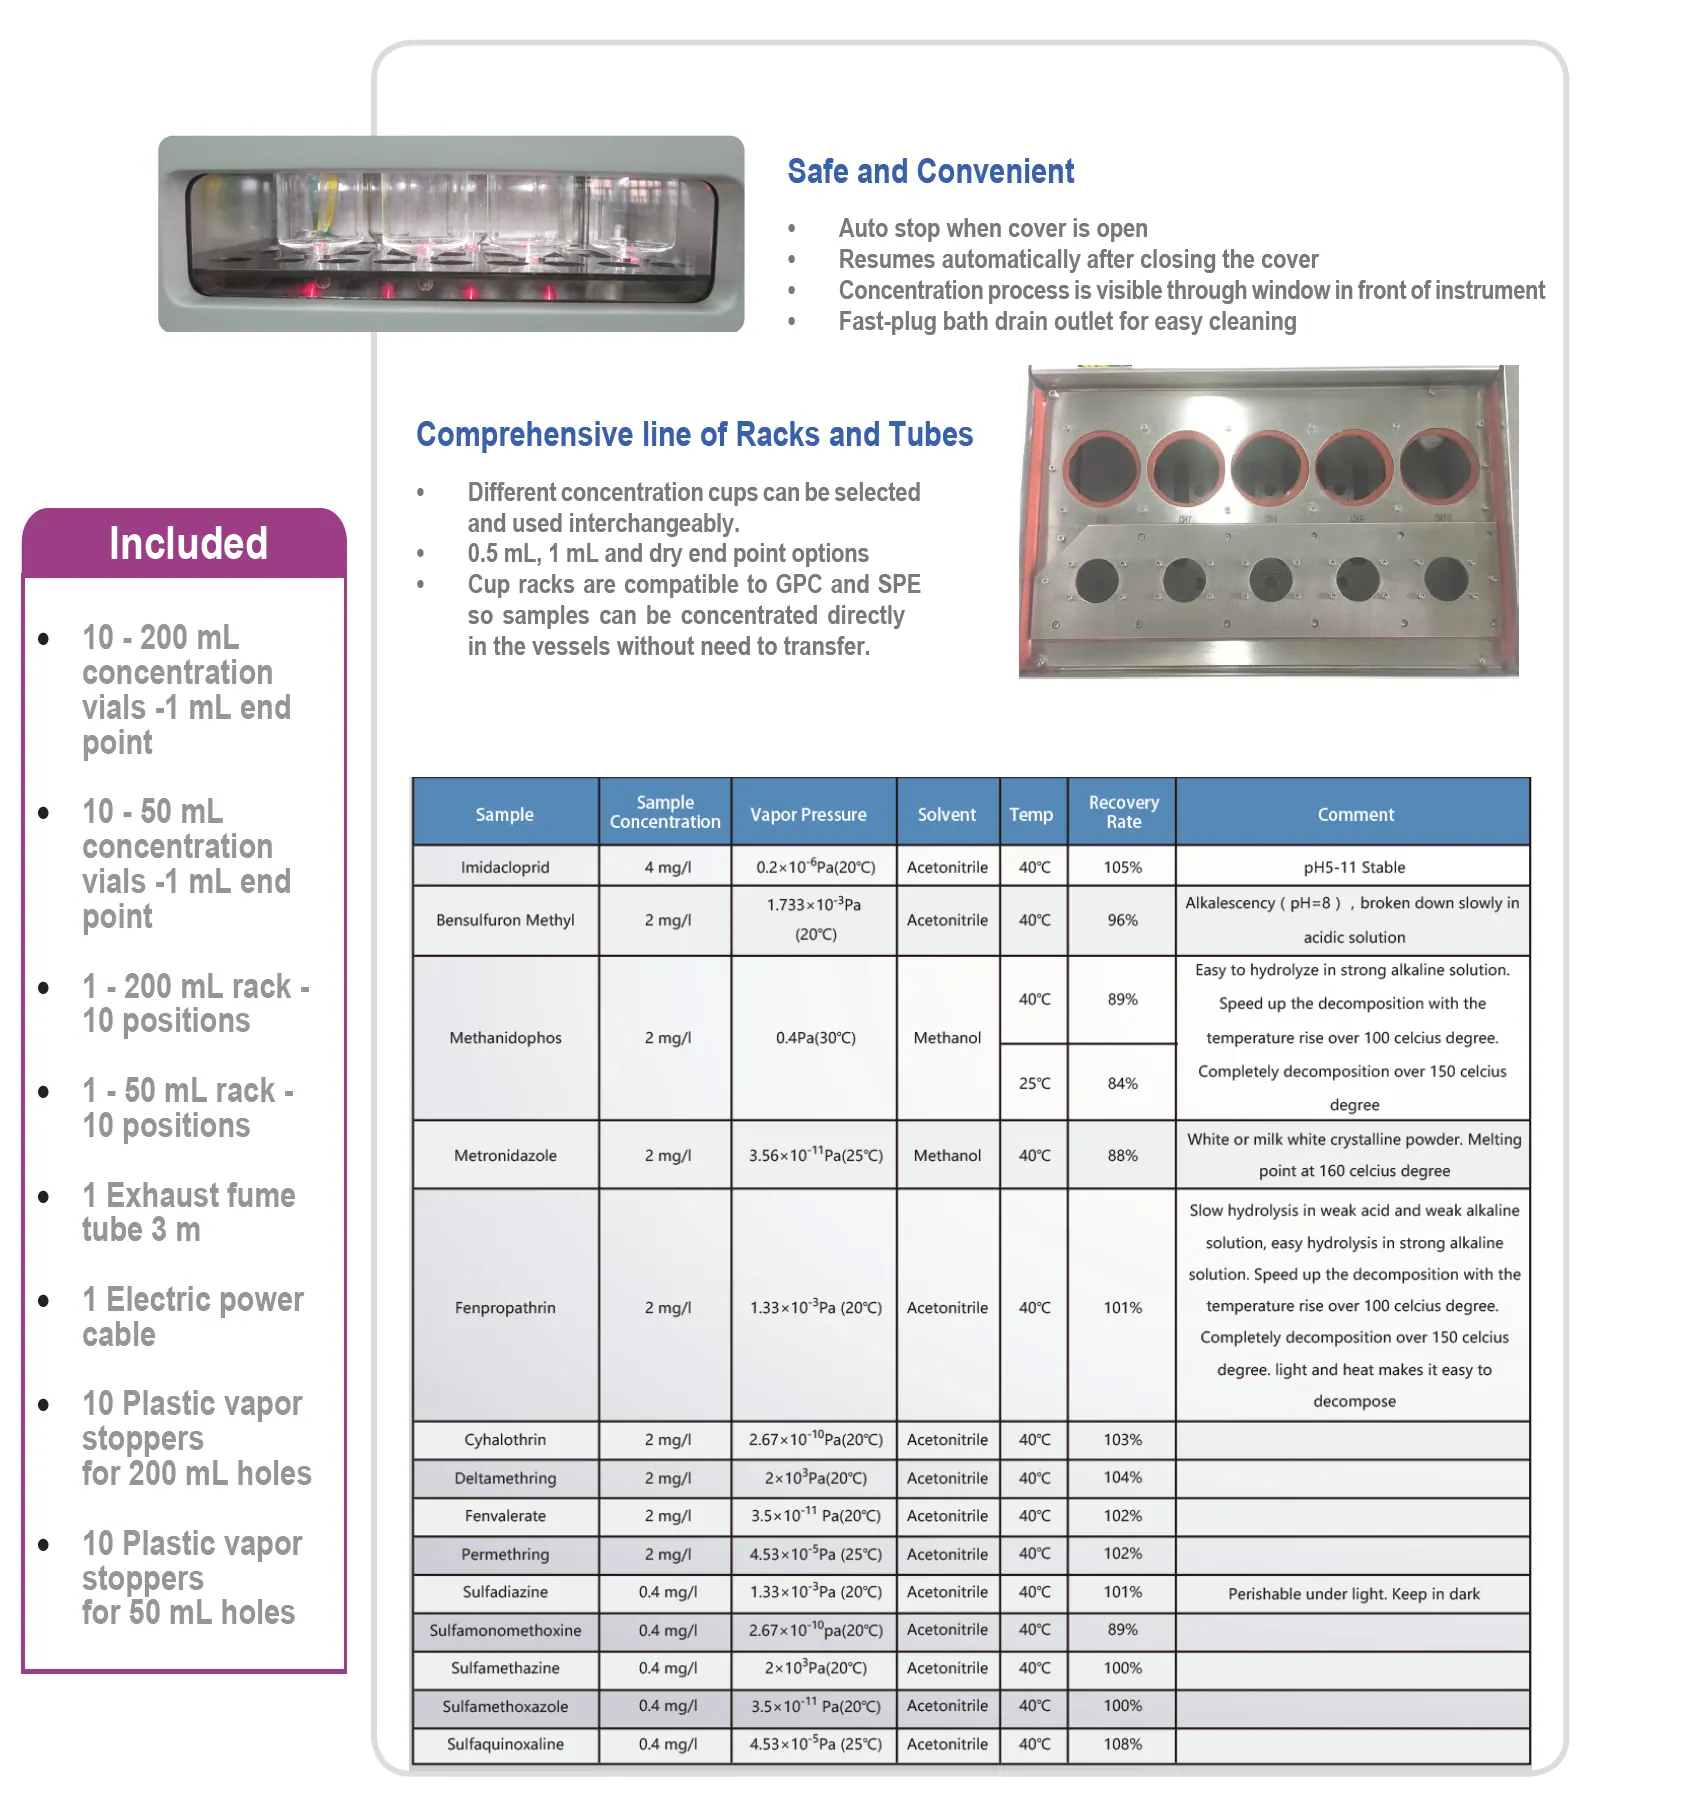 Safe and Convenient
• Auto stop when cover is open
• Resumes automatically after closing the cover
• Concentration process is visible through window in front of instrument
• Fast-plug bath drain outlet for easy cleaning
Comprehensive line of Racks and Tubes
• Different concentration cups can be selected
and used interchangeably.
• 0.5 mL, 1 mL and dry end point options
• Cup racks are compatible to GPC and SPE
so samples can be concentrated directly
in the vessels without need to transfer.
Included
• 10 - 200 mL
concentration
vials -1 mL end
point
• 10 - 50 mL
concentration
vials -1 mL end
point
• 1 - 200 mL rack -
10 positions
• 1 - 50 mL rack -
10 positions
• 1 Exhaust fume
tube 3 m
• 1 Electric power
cable
• 10 Plastic vapor
stoppers
for 200 mL holes
• 10 Plastic vapor
stoppers
for 50 mL holes
Sample Sample Concentration Vapor Pressure Solvent Temp Recovery Rate Comment
Imidacloprid 4 mg/l 0.2×10⁻⁶Pa(20℃) Acetonitrile 40℃ 105% pH5-11 Stable
Bensulfuron Methyl 2 mg/l 1.733×10⁻³Pa (20℃) Acetonitrile 40℃ 96% Alkalescency ( pH=8 ) , broken down slowly in
acidic solution
Methanidophos 2 mg/l 0.4Pa(30℃) Methanol 40℃ 89% 25℃ 84% Easy to hydrolyze in strong alkaline solution.
Speed up the decomposition with the
temperature rise over 100 celcius degree.
Completely decomposition over 150 celcius
degree
Metronidazole 2 mg/l 3.56×10⁻¹¹Pa(25℃) Methanol 40℃ 88% White or milk white crystalline powder. Melting
point at 160 celcius degree
Fenpropathrin 2 mg/l 1.33×10⁻³Pa (20℃) Acetonitrile 40℃ 101% Slow hydrolysis in weak acid and weak alkaline
solution, easy hydrolysis in strong alkaline
solution. Speed up the decomposition with the
temperature rise over 100 celcius degree.
Completely decomposition over 150 celcius
degree. light and heat makes it easy to
decompose
Cyhalothrin 2 mg/l 2.67×10⁻¹⁰Pa(20℃) Acetonitrile 40℃ 103%
Deltamethring 2 mg/l 2×10³Pa(20℃) Acetonitrile 40℃ 104%
Fenvalerate 2 mg/l 3.5×10⁻¹¹ Pa(20℃) Acetonitrile 40℃ 102%
Permethring 2 mg/l 4.53×10⁻⁵Pa (25℃) Acetonitrile 40℃ 102%
Sulfadiazine 0.4 mg/l 1.33×10⁻³Pa (20℃) Acetonitrile 40℃ 101% Perishable under light. Keep in dark
Sulfamonomethoxine 0.4 mg/l 2.67×10⁻¹⁰pa(20℃) Acetonitrile 40℃ 89%
Sulfamethazine 0.4 mg/l 2×10³Pa(20℃) Acetonitrile 40℃ 100%
Sulfamethoxazole 0.4 mg/l 3.5×10⁻¹¹ Pa(20℃) Acetonitrile 40℃ 100%
Sulfaquinoxaline 0.4 mg/l 4.53×10⁻⁵Pa (25℃) Acetonitrile 40℃ 108%